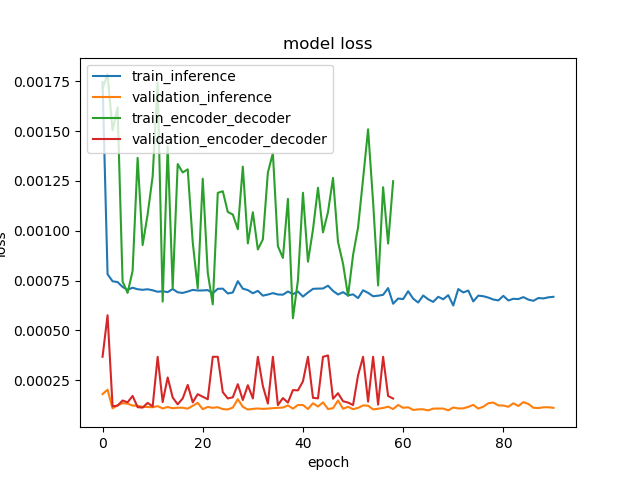 model loss
train_inference
validation_inference
train_encoder_decoder
validation_encoder_decoder
0.00175
0.00150
0.00125
0.00100
0.00075
0.00050
0.00025
loss
0 20 40 60 80
epoch